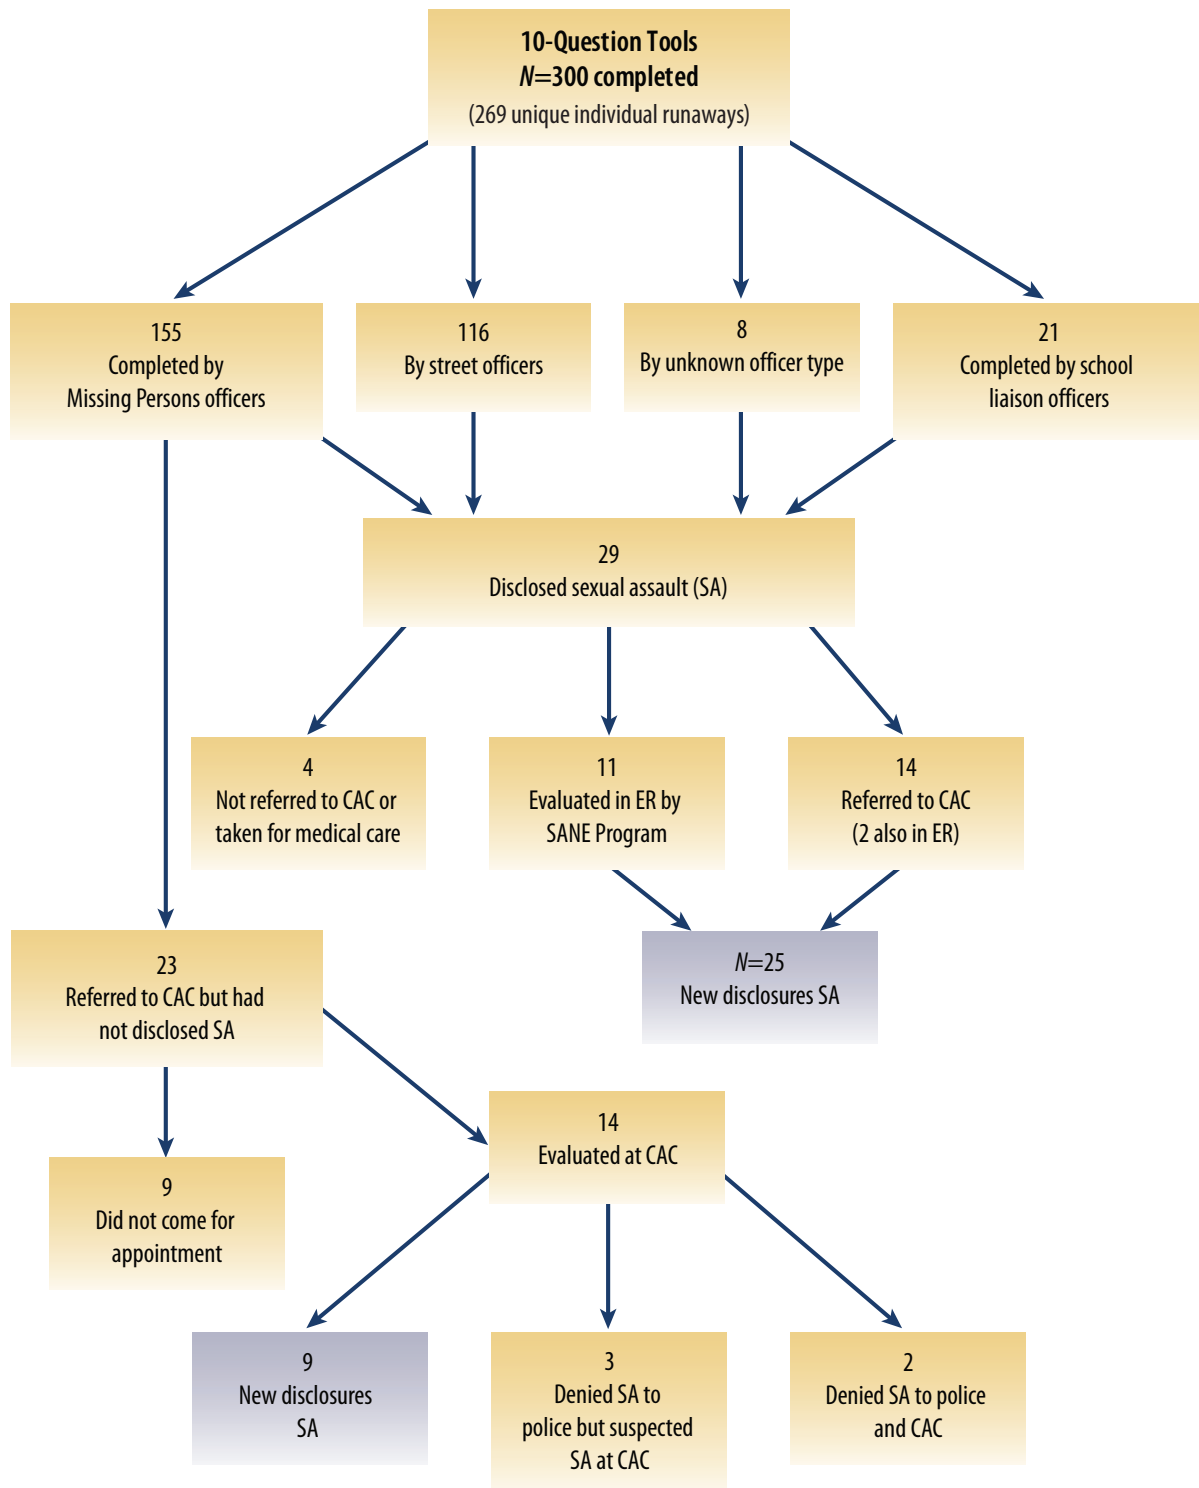 10-Question Tools
N=300 completed
(269 unique individual runaways)
155
Completed by
Missing Persons officers
116
By street officers
8
By unknown officer type
21
Completed by school
liaison officers
29
Disclosed sexual assault (SA)
4
Not referred to CAC or
taken for medical care
11
Evaluated in ER by
SANE Program
14
Referred to CAC
(2 also in ER)
23
Referred to CAC but had
not disclosed SA
N=25
New disclosures SA
14
Evaluated at CAC
9
Did not come for
appointment
9
New disclosures
SA
3
Denied SA to
police but suspected
SA at CAC
2
Denied SA to police
and CAC